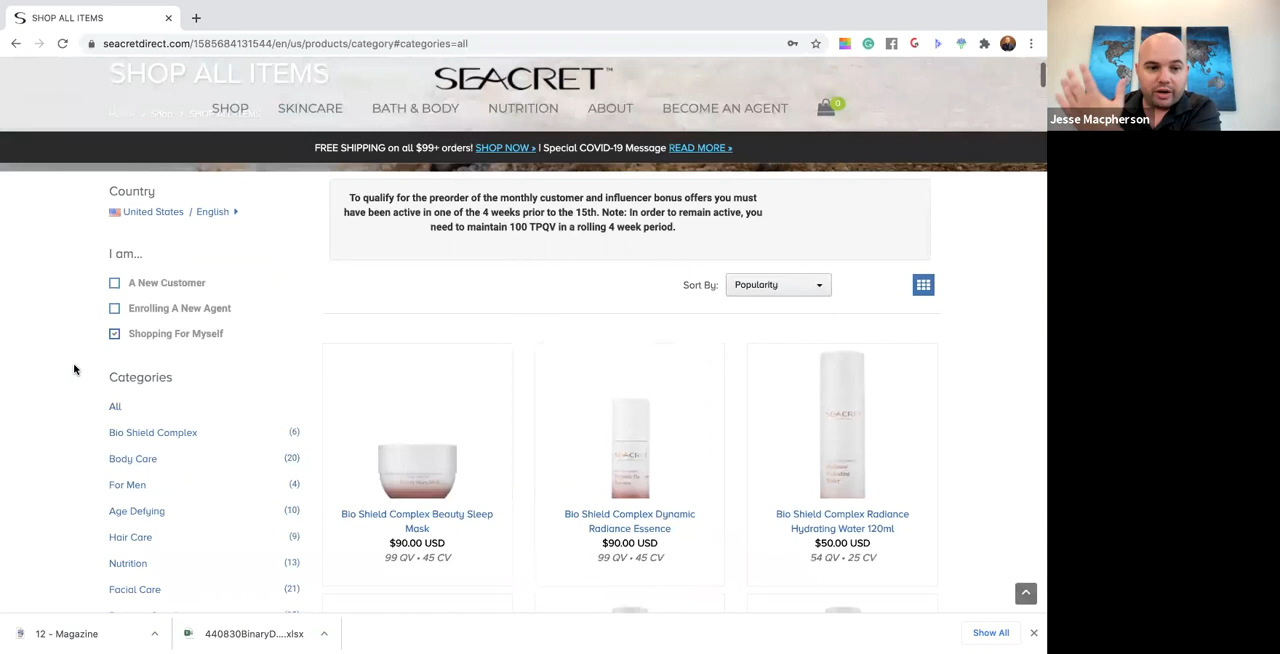 SHOP ALL ITEMS
seacretdirect.com/1585684131544/en/us/products/category#categories=all
SHOP ALL ITEMS
SEACRET™
SHOP SKINCARE BATH & BODY NUTRITION ABOUT BECOME AN AGENT 0
Home > Shop > SHOP ALL ITEMS
FREE SHIPPING on all $99+ orders! SHOP NOW » | Special COVID-19 Message READ MORE »
Jesse Macpherson
Country
United States / English
I am...
A New Customer
Enrolling A New Agent
Shopping For Myself
Categories
All
Bio Shield Complex (6)
Body Care (20)
For Men (4)
Age Defying (10)
Hair Care (9)
Nutrition (13)
Facial Care (21)
To qualify for the preorder of the monthly customer and influencer bonus offers you must
have been active in one of the 4 weeks prior to the 15th. Note: In order to remain active, you
need to maintain 100 TPQV in a rolling 4 week period.
Sort By: Popularity
SEACRET
Bio Shield Complex Beauty Sleep
Mask
$90.00 USD
99 QV • 45 CV
SEACRET
Bio Shield Complex Dynamic
Radiance Essence
$90.00 USD
99 QV • 45 CV
Bio Shield Complex Radiance
Hydrating Water 120ml
$50.00 USD
54 QV • 25 CV
12 - Magazine
440830BinaryD....xlsx
Show All